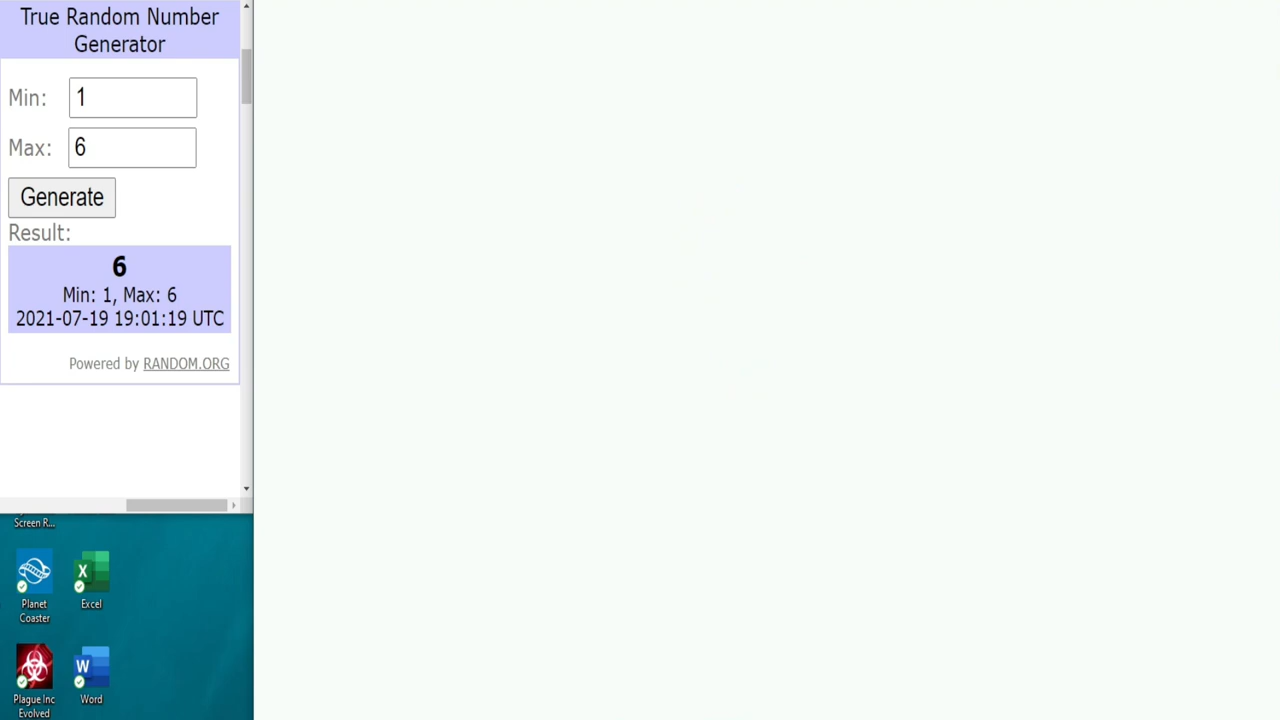 True Random Number
Generator
Min: 1
Max: 6
Generate
Result:
6
Min: 1, Max: 6
2021-07-19 19:01:19 UTC
Powered by RANDOM.ORG
Screen R...
Planet
Coaster
Excel
Plague Inc
Evolved
Word